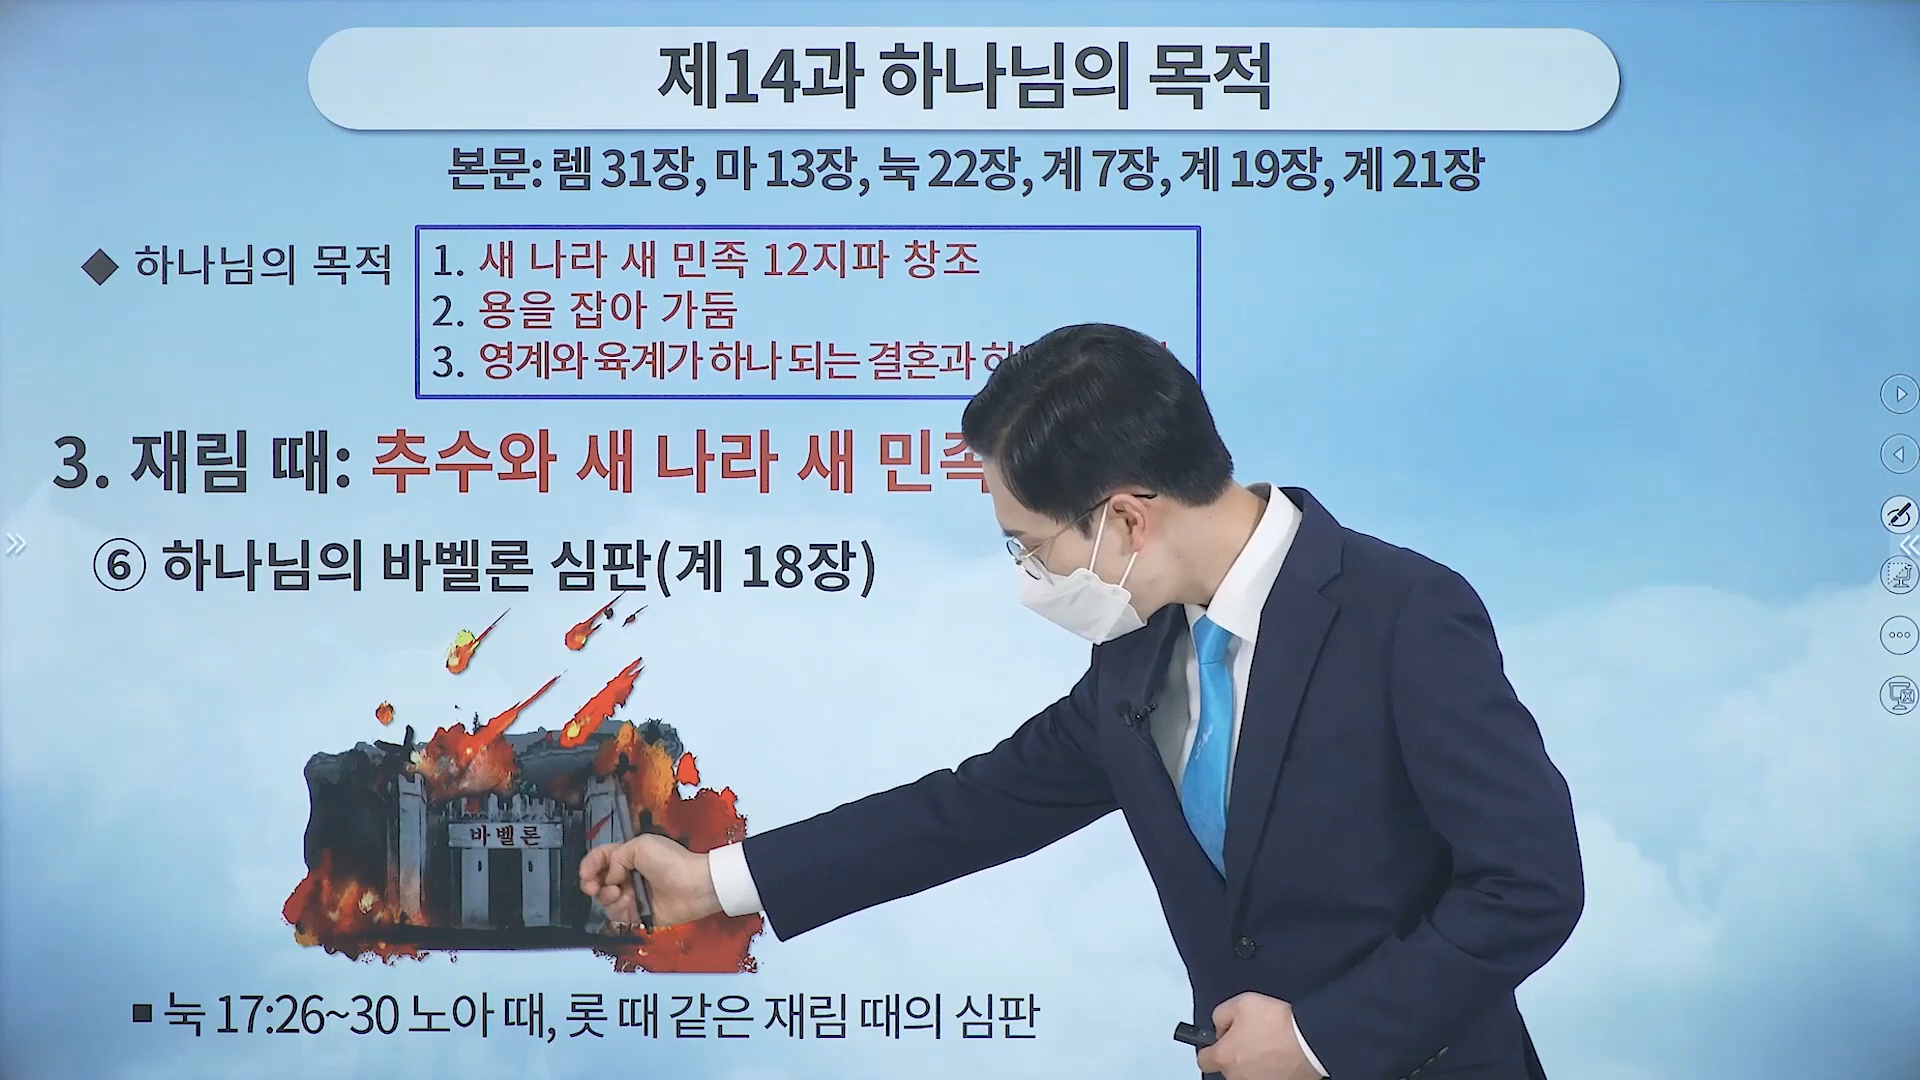 제14과 하나님의 목적
본문: 렘 31장, 마 13장, 눅 22장, 계 7장, 계 19장, 계 21장
◆ 하나님의 목적
1. 새 나라 새 민족 12지파 창조
2. 용을 잡아 가둠
3. 영계와 육계가 하나 되는 결혼과
3. 재림 때: 추수와 새 나라 새 민족
⑥ 하나님의 바벨론 심판(계 18장)
바벨론
■ 눅 17:26~30 노아 때, 롯 때 같은 재림 때의 심판